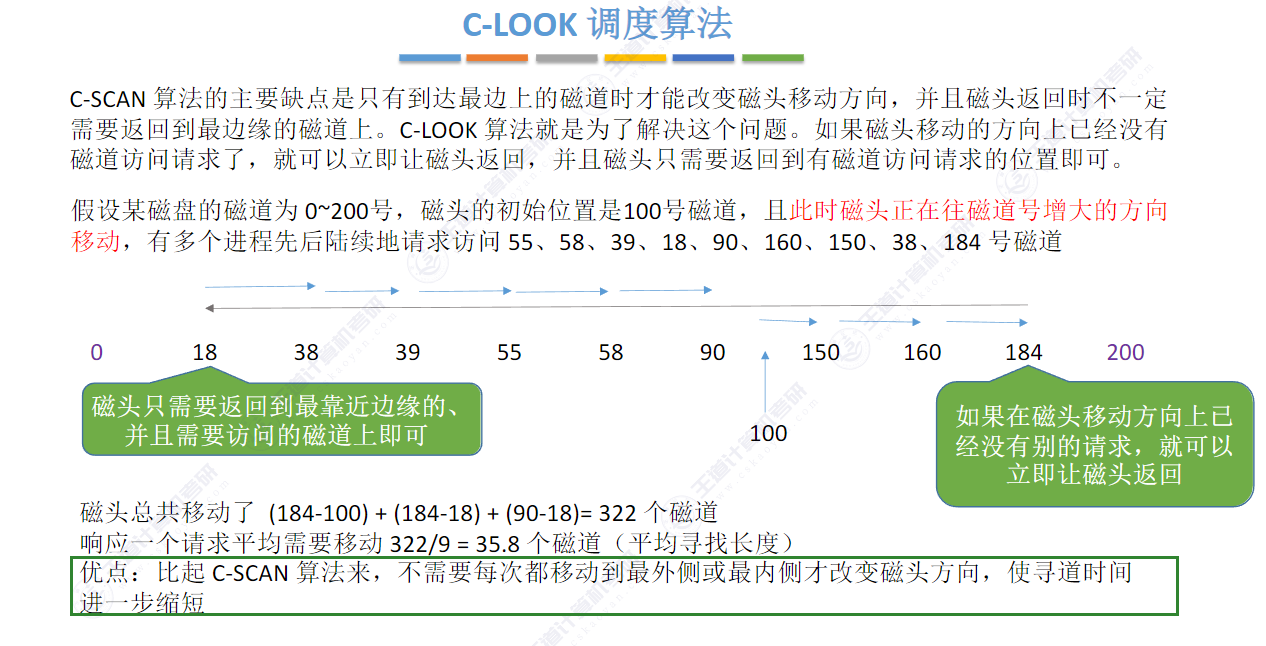 C-LOOK 调度算法
C-SCAN 算法的主要缺点是只有到达最边上的磁道时才能改变磁头移动方向，并且磁头返回时不一定
需要返回到最边缘的磁道上。C-LOOK 算法就是为了解决这个问题。如果磁头移动的方向上已经没有
磁道访问请求了，就可以立即让磁头返回，并且磁头只需要返回到有磁道访问请求的位置即可。
假设某磁盘的磁道为 0~200号，磁头的初始位置是100号磁道，且此时磁头正在往磁道号增大的方向
移动，有多个进程先后陆续地请求访问 55、58、39、18、90、160、150、38、184 号磁道
0 18 38 39 55 58 90 150 160 184 200
100
磁头只需要返回到最靠近边缘的、
并且需要访问的磁道上即可
如果在磁头移动方向上已
经没有别的请求，就可以
立即让磁头返回
磁头总共移动了 (184-100) + (184-18) + (90-18)= 322 个磁道
响应一个请求平均需要移动 322/9 = 35.8 个磁道（平均寻找长度）
优点：比起 C-SCAN 算法来，不需要每次都移动到最外侧或最内侧才改变磁头方向，使寻道时间
进一步缩短
王道计算机考研